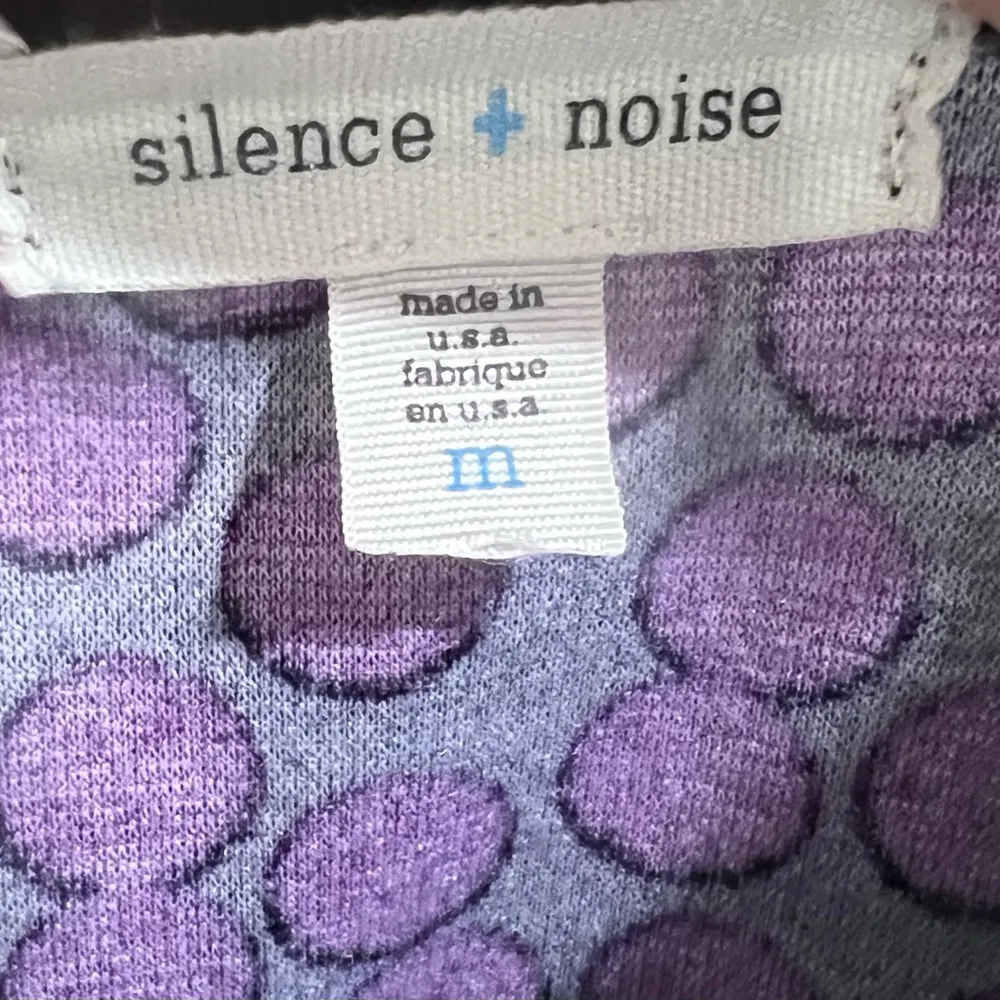 silence + noise
made in
u.s.a.
fabrique
en u.s.a.
m